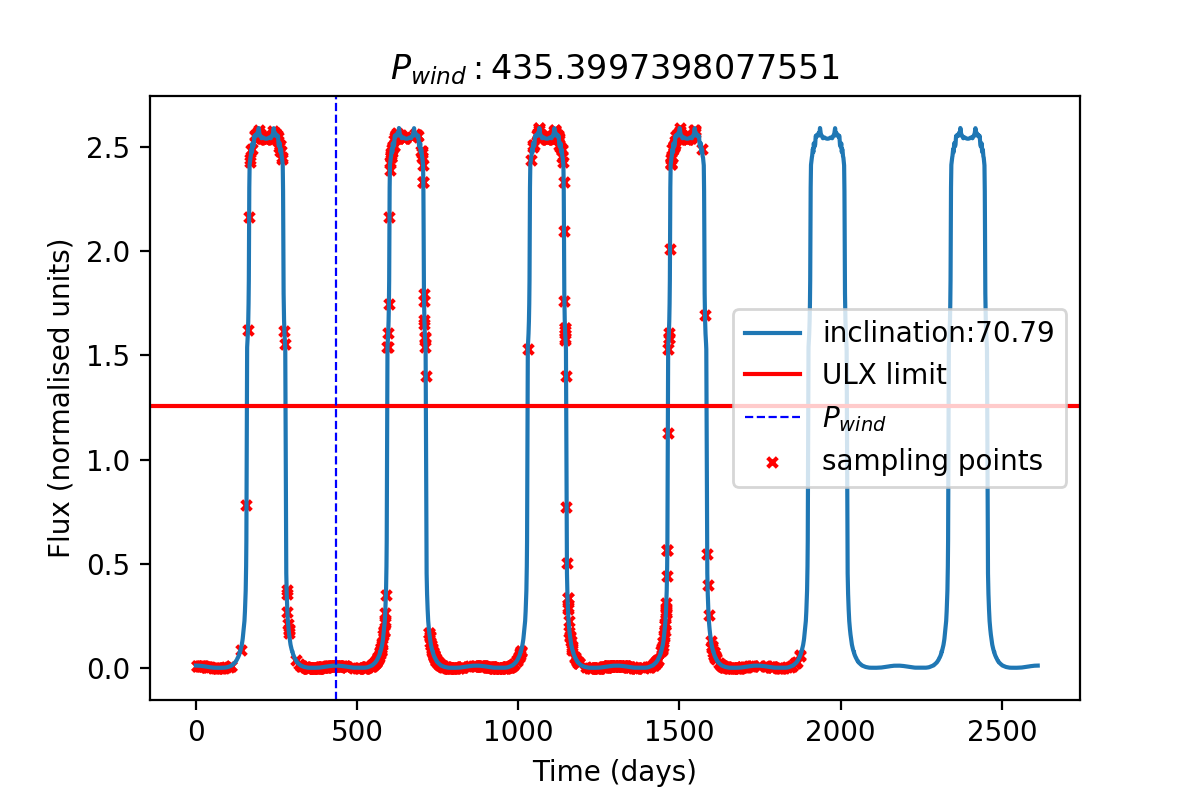 P_wind : 435.3997398077551
Flux (normalised units)
2.5
2.0
1.5
1.0
0.5
0.0
inclination:70.79
ULX limit
P_wind
sampling points
0 500 1000 1500 2000 2500
Time (days)